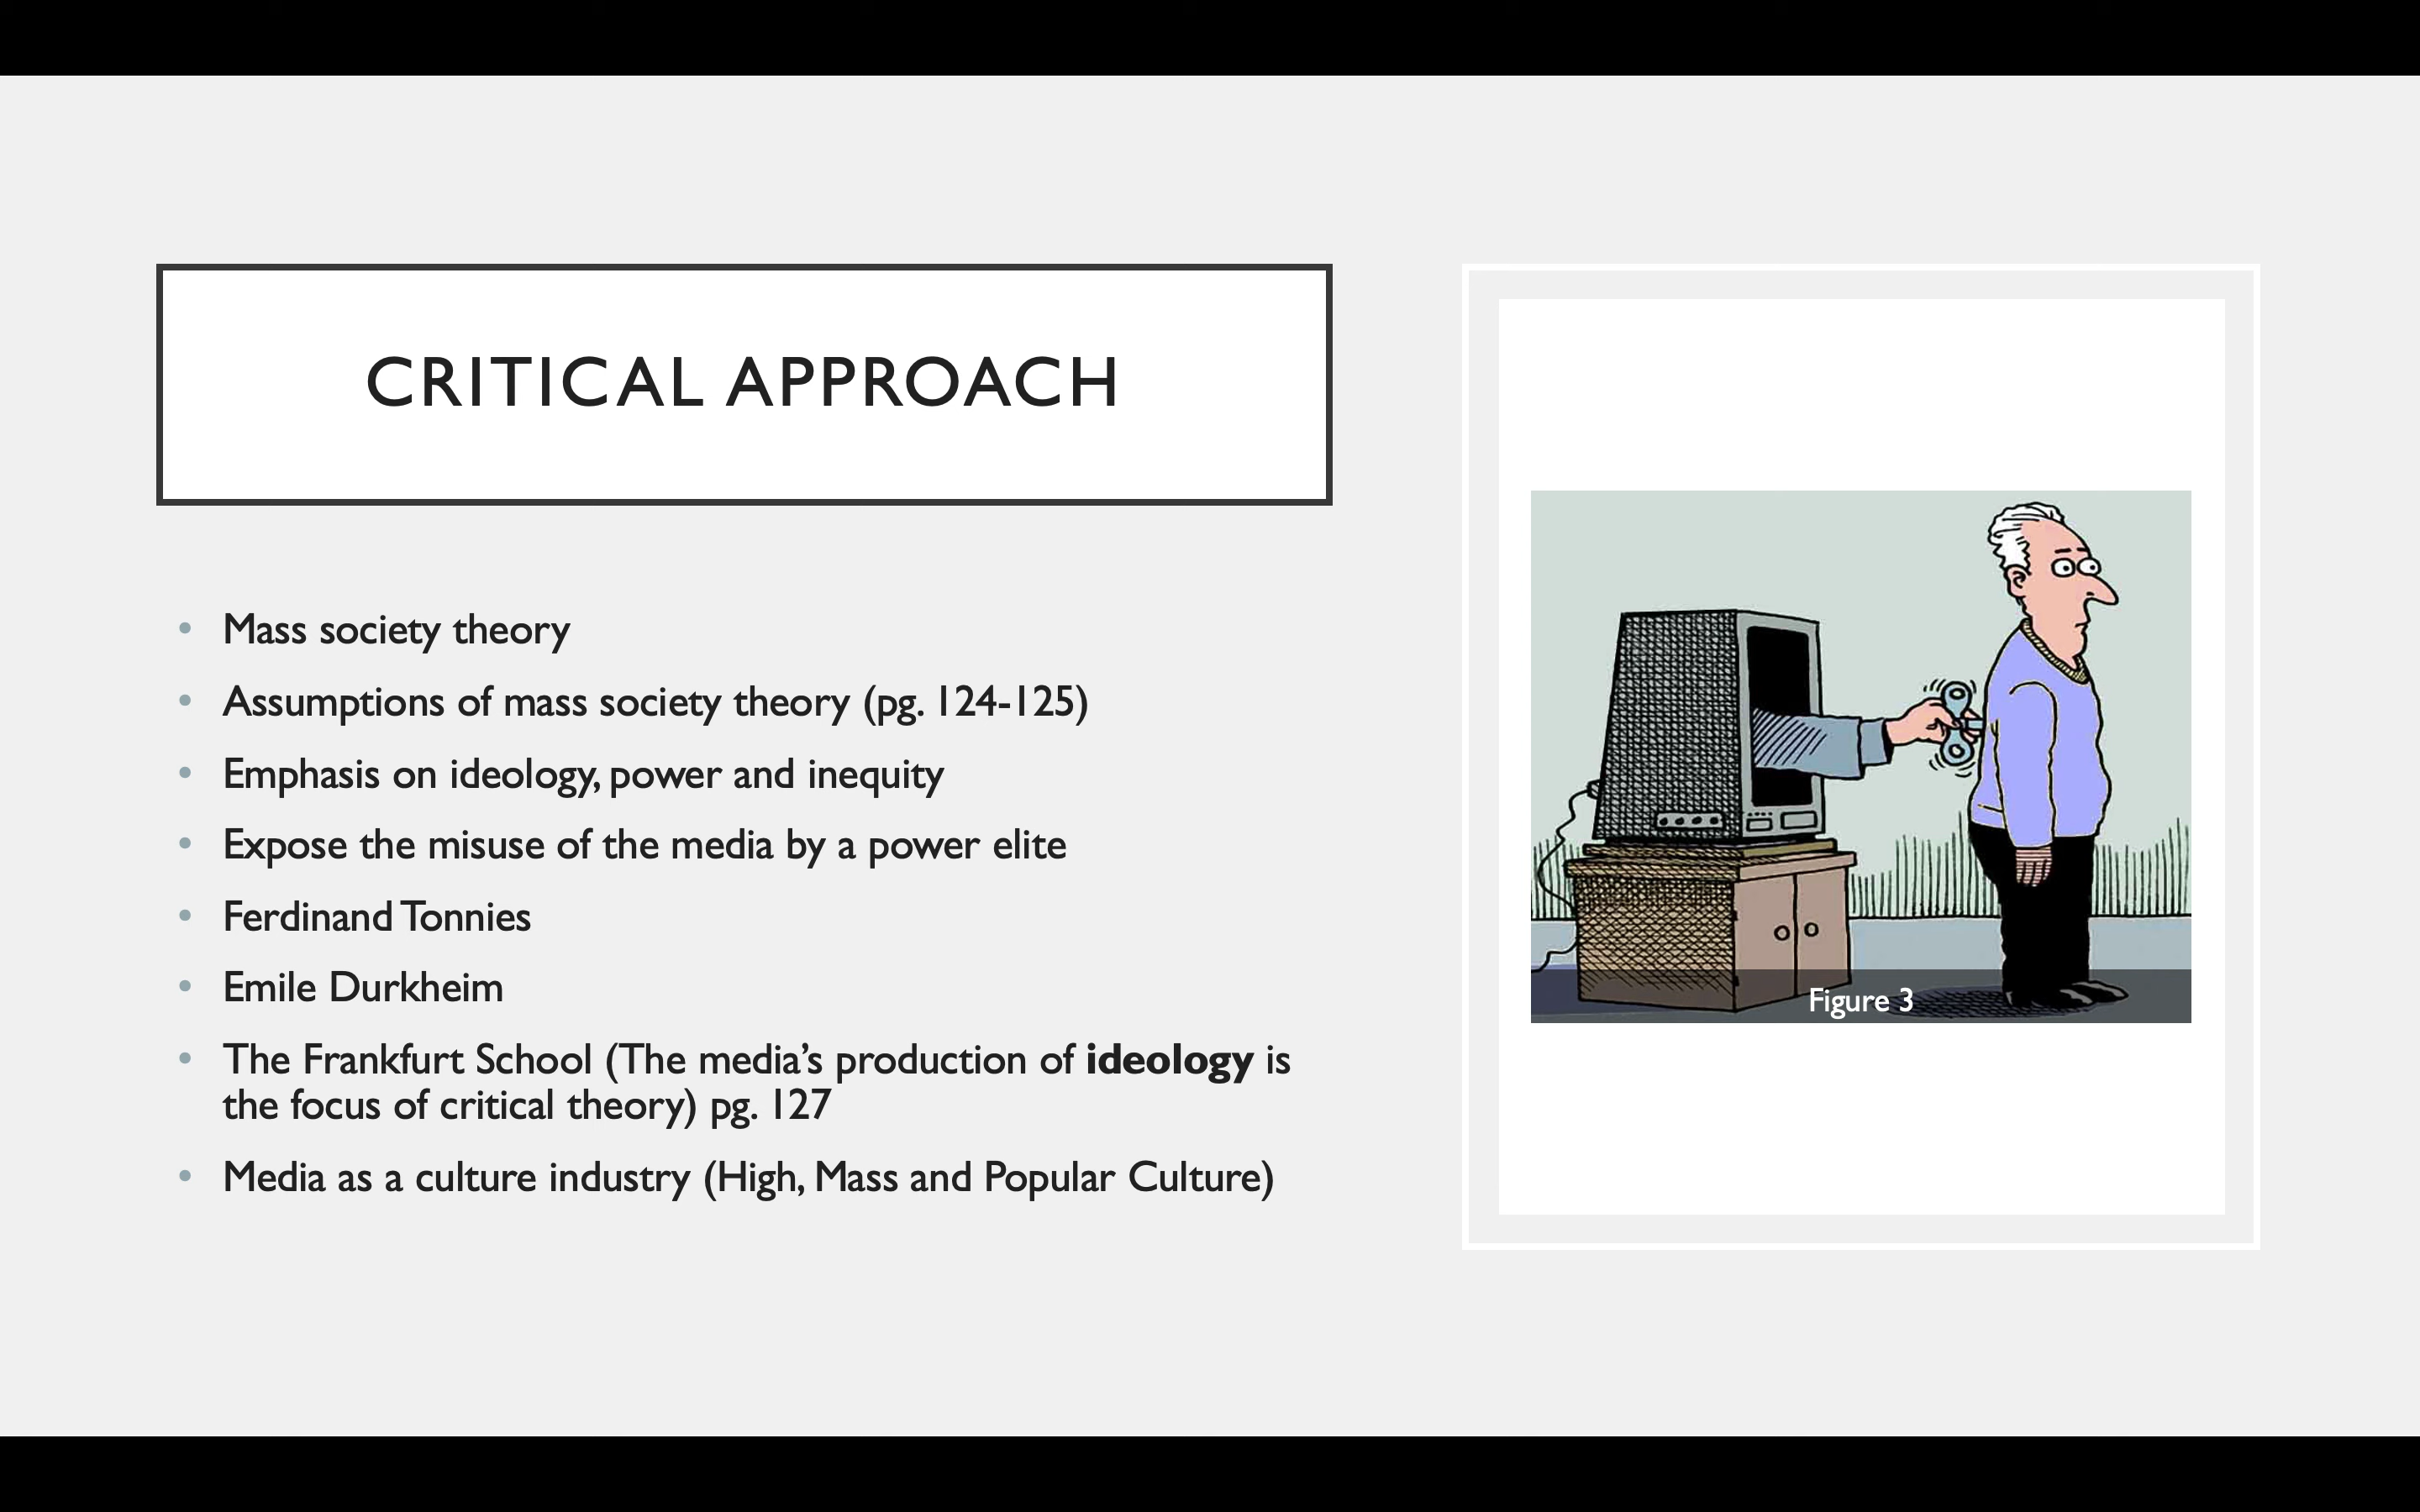 CRITICAL APPROACH
• Mass society theory
• Assumptions of mass society theory (pg. 124-125)
• Emphasis on ideology, power and inequity
• Expose the misuse of the media by a power elite
• Ferdinand Tonnies
• Emile Durkheim
• The Frankfurt School (The media’s production of ideology is
the focus of critical theory) pg. 127
• Media as a culture industry (High, Mass and Popular Culture)
Figure 3